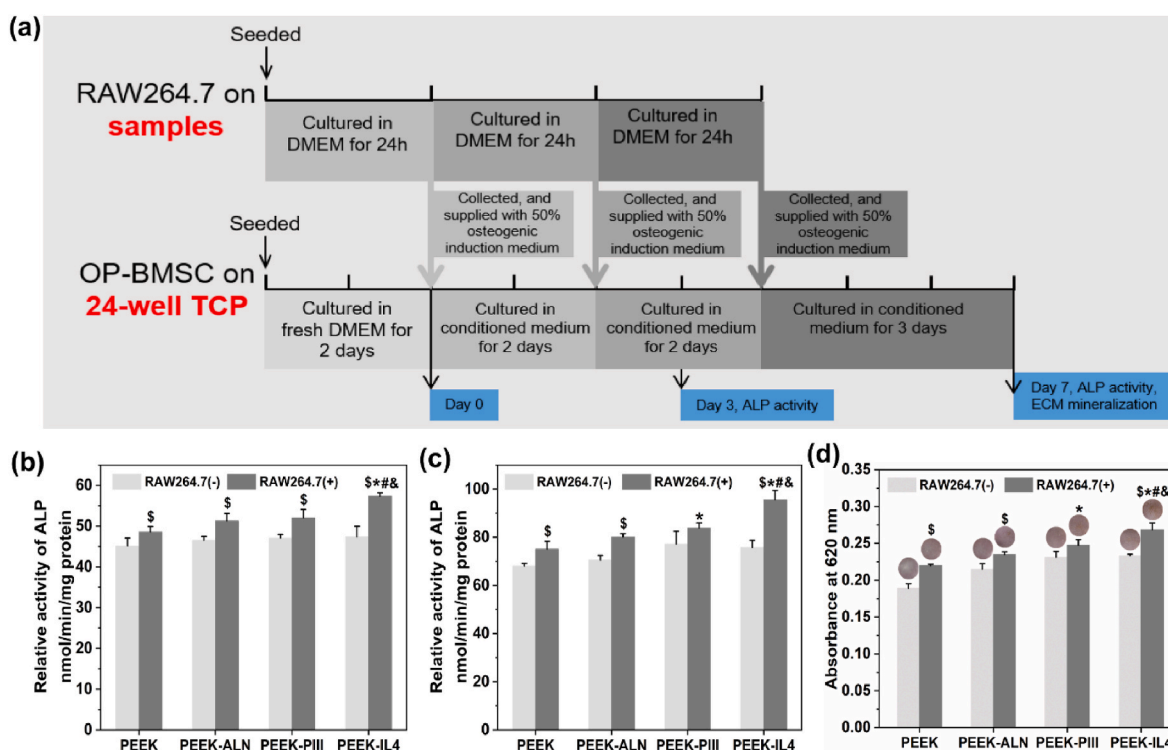 (a)
Seeded
RAW264.7 on
samples
Cultured in
DMEM for 24h
Cultured in
DMEM for 24h
Cultured in
DMEM for 24h
Collected, and
supplied with 50%
osteogenic
induction medium
Collected, and
supplied with 50%
osteogenic
induction medium
Collected, and
supplied with 50%
osteogenic
induction medium
Seeded
OP-BMSC on
24-well TCP
Cultured in
fresh DMEM for
2 days
Cultured in
conditioned medium
for 2 days
Cultured in
conditioned medium
for 2 days
Cultured in conditioned
medium for 3 days
Day 0
Day 3, ALP activity
Day 7, ALP activity,
ECM mineralization
(b)
Relative activity of ALP
nmol/min/mg protein
60
50
40
30
20
10
0
RAW264.7(-) RAW264.7(+)
$ $ $ $*#&
PEEK PEEK-ALN PEEK-PIII PEEK-IL4
(c)
Relative activity of ALP
nmol/min/mg protein
100
80
60
40
20
0
RAW264.7(-) RAW264.7(+)
$ $ * $*#&
PEEK PEEK-ALN PEEK-PIII PEEK-IL4
(d)
Absorbance at 620 nm
0.35
0.30
0.25
0.20
0.15
0.10
0.05
0.00
RAW264.7(-) RAW264.7(+)
$ $ * $*#&
PEEK PEEK-ALN PEEK-PIII PEEK-IL4